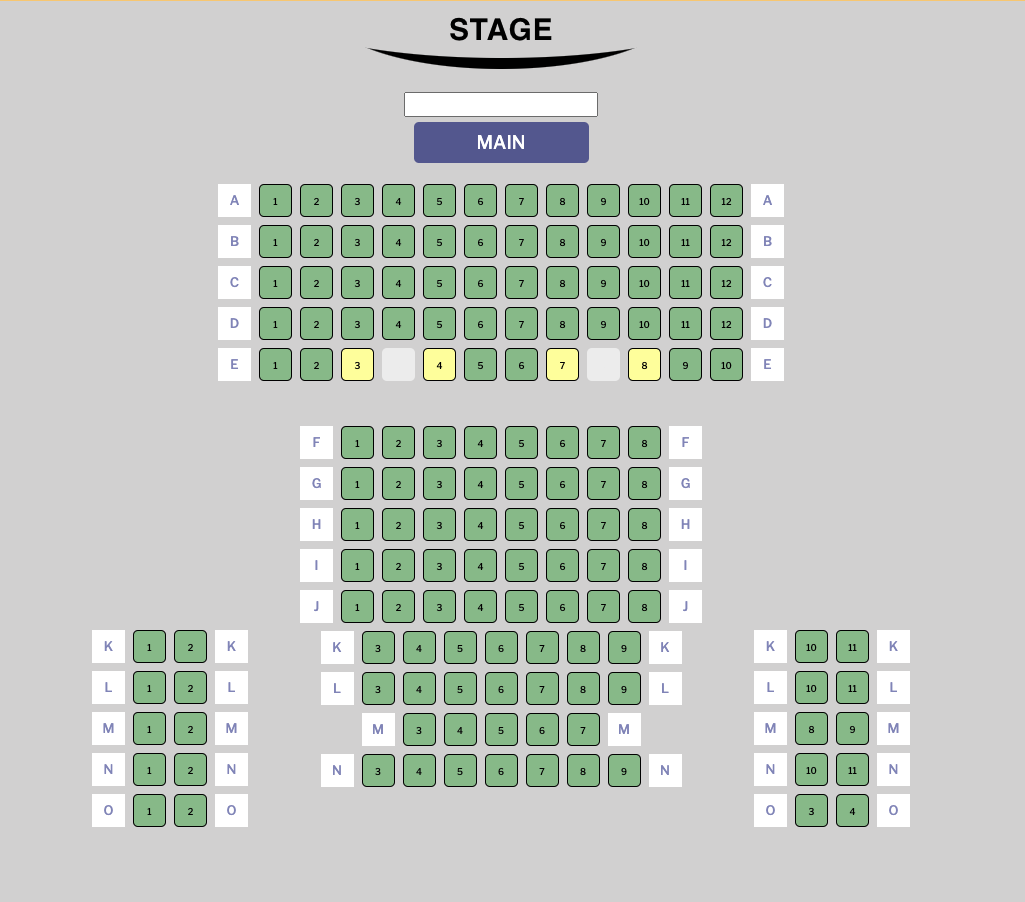 STAGE
MAIN
A 1 2 3 4 5 6 7 8 9 10 11 12 A
B 1 2 3 4 5 6 7 8 9 10 11 12 B
C 1 2 3 4 5 6 7 8 9 10 11 12 C
D 1 2 3 4 5 6 7 8 9 10 11 12 D
E 1 2 3 4 5 6 7 8 9 10 E
F 1 2 3 4 5 6 7 8 F
G 1 2 3 4 5 6 7 8 G
H 1 2 3 4 5 6 7 8 H
I 1 2 3 4 5 6 7 8 I
J 1 2 3 4 5 6 7 8 J
K 1 2 K K 3 4 5 6 7 8 9 K K 10 11 K
L 1 2 L L 3 4 5 6 7 8 9 L L 10 11 L
M 1 2 M M 3 4 5 6 7 M M 8 9 M
N 1 2 N N 3 4 5 6 7 8 9 N N 10 11 N
O 1 2 O O 3 4 O